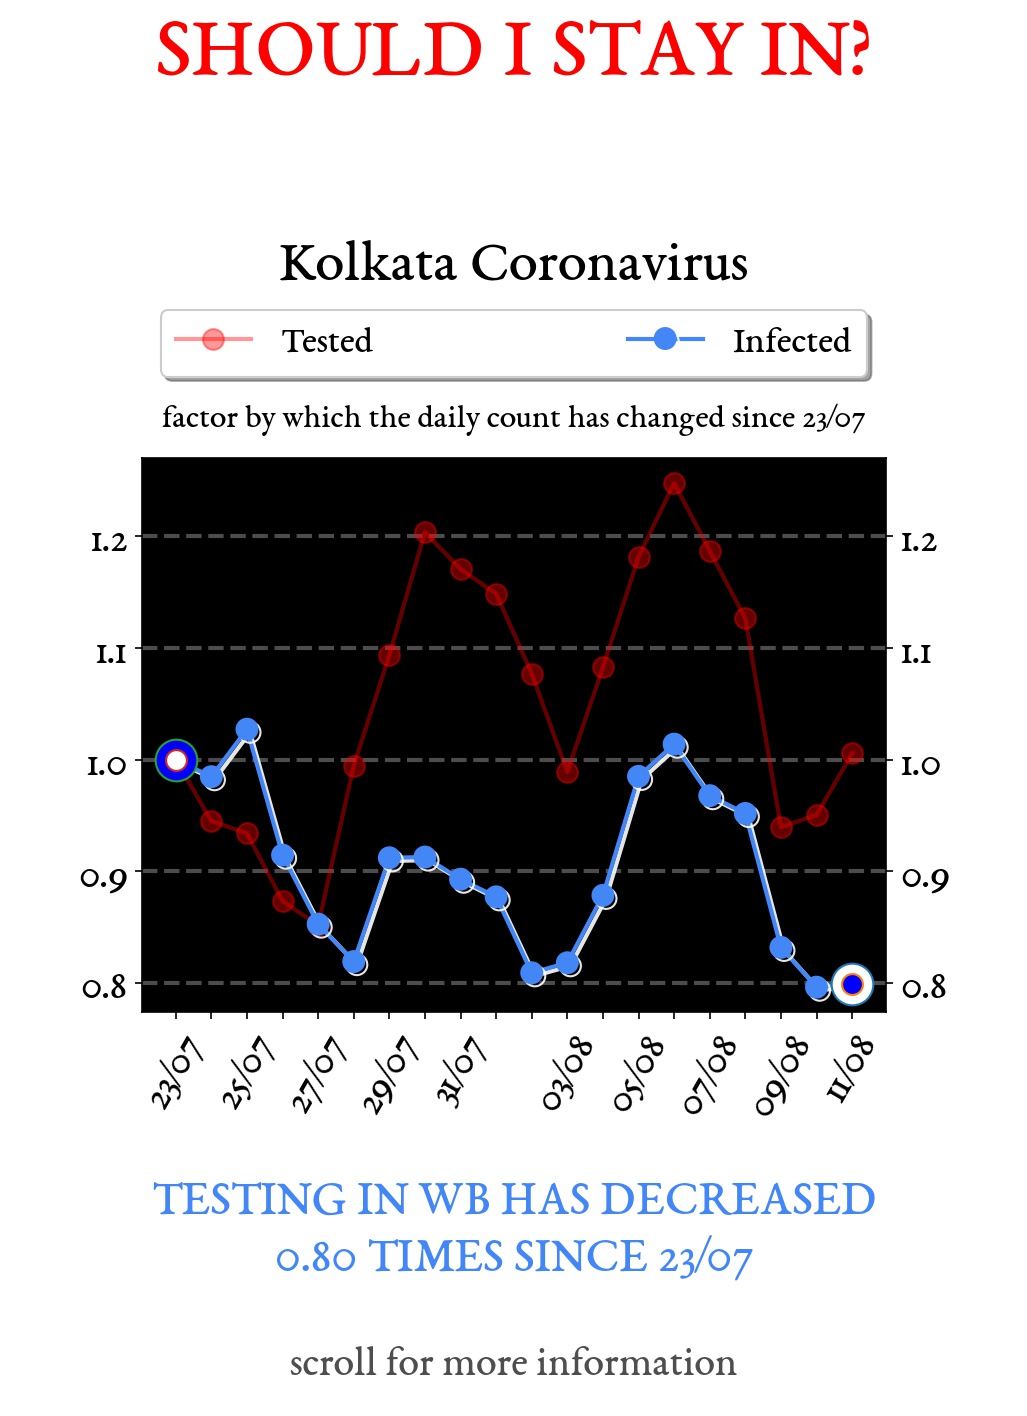 SHOULD I STAY IN?
Kolkata Coronavirus
Tested Infected
factor by which the daily count has changed since 23/07
1.2 1.2
1.1 1.1
1.0 1.0
0.9 0.9
0.8 0.8
23/07 25/07 27/07 29/07 31/07 03/08 05/08 07/08 09/08 11/08
TESTING IN WB HAS DECREASED
0.80 TIMES SINCE 23/07
scroll for more information